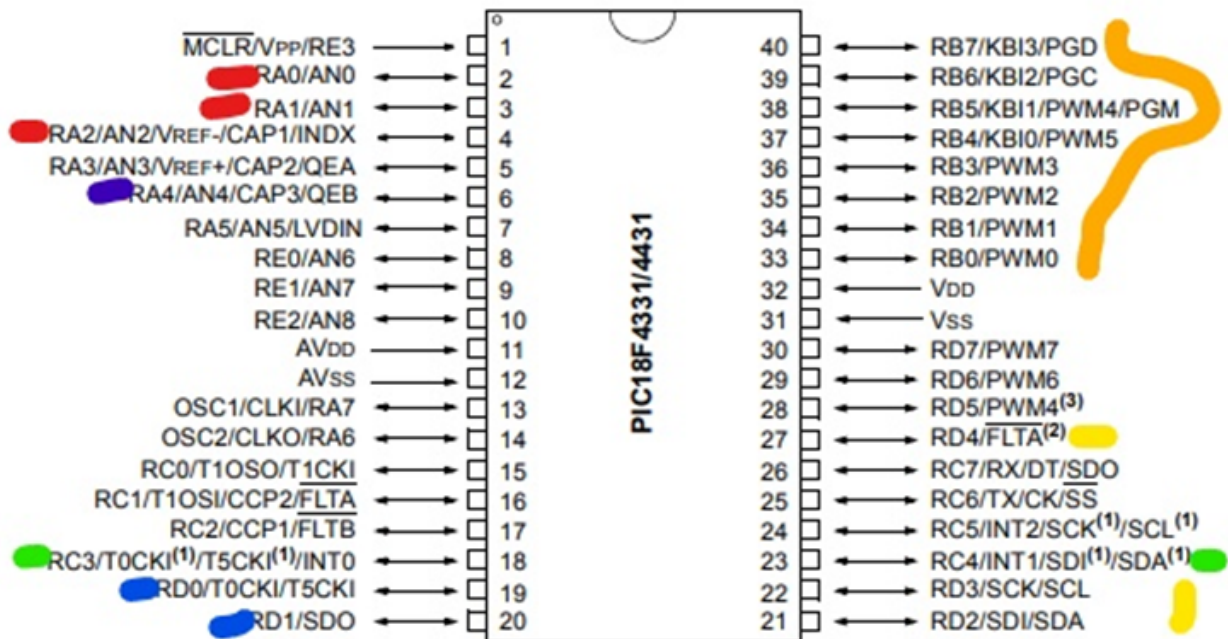 MCLR/VPP/RE3
RA0/AN0
RA1/AN1
RA2/AN2/VREF-/CAP1/INDX
RA3/AN3/VREF+/CAP2/QEA
RA4/AN4/CAP3/QEB
RA5/AN5/LVDIN
RE0/AN6
RE1/AN7
RE2/AN8
AVDD
AVSS
OSC1/CLKI/RA7
OSC2/CLKO/RA6
RC0/T1OSO/T1CKI
RC1/T1OSI/CCP2/FLTA
RC2/CCP1/FLTB
RC3/T0CKI(1)/T5CKI(1)/INT0
RD0/T0CKI/T5CKI
RD1/SDO
1
2
3
4
5
6
7
8
9
10
11
12
13
14
15
16
17
18
19
20
PIC18F4331/4431
40
39
38
37
36
35
34
33
32
31
30
29
28
27
26
25
24
23
22
21
RB7/KBI3/PGD
RB6/KBI2/PGC
RB5/KBI1/PWM4/PGM
RB4/KBI0/PWM5
RB3/PWM3
RB2/PWM2
RB1/PWM1
RB0/PWM0
VDD
VSS
RD7/PWM7
RD6/PWM6
RD5/PWM4(3)
RD4/FLTA(2)
RC7/RX/DT/SDO
RC6/TX/CK/SS
RC5/INT2/SCK(1)/SCL(1)
RC4/INT1/SDI(1)/SDA(1)
RD3/SCK/SCL
RD2/SDI/SDA